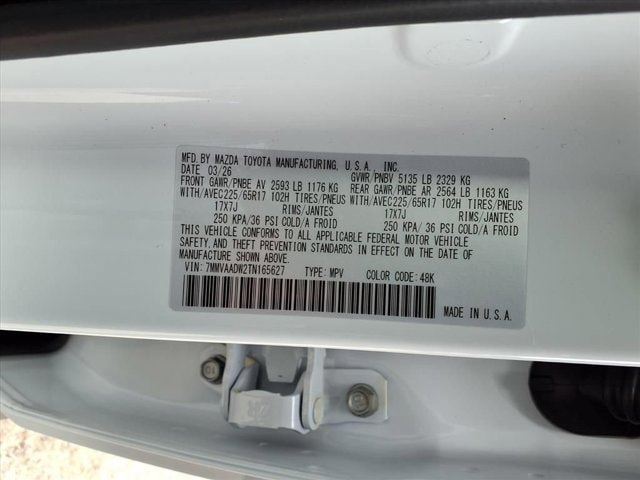 MFD. BY MAZDA TOYOTA MANUFACTURING, U.S.A., INC.
DATE: 03/26 GVWR/PNBV 5135 LB 2329 KG
FRONT GAWR/PNBE AV 2593 LB 1176 KG REAR GAWR/PNBE AR 2564 LB 1163 KG
WITH/AVEC225/65R17 102H TIRES/PNEUS WITH/AVEC225/65R17 102H TIRES/PNEUS
17X7J RIMS/JANTES 17X7J RIMS/JANTES
250 KPA/36 PSI COLD/A FROID 250 KPA/36 PSI COLD/A FROID
THIS VEHICLE CONFORMS TO ALL APPLICABLE FEDERAL MOTOR VEHICLE
SAFETY, AND THEFT PREVENTION STANDARDS IN EFFECT ON THE DATE OF
MANUFACTURE SHOWN ABOVE.
VIN: 7MMVAADW2TN165627 TYPE: MPV COLOR CODE: 48K
MADE IN U.S.A.